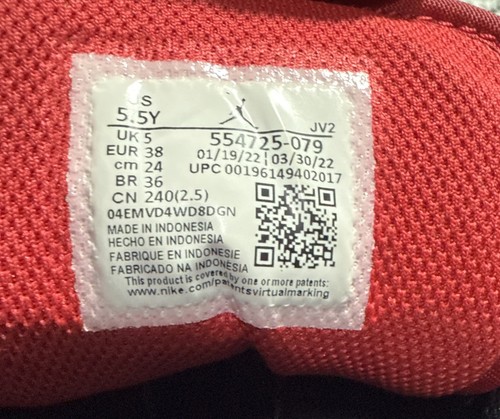 US
5.5Y
JV2
UK 5
554725-079
EUR 38
01/19/22 | 03/30/22
cm 24
UPC 00196149402017
BR 36
CN 240(2.5)
04EMVD4WD8DGN
MADE IN INDONESIA
HECHO EN INDONESIA
FABRIQUE EN INDONÉSIE
FABRICADO NA INDONESIA
This product is covered by one or more patents:
www.nike.com/patentsvirtualmarking